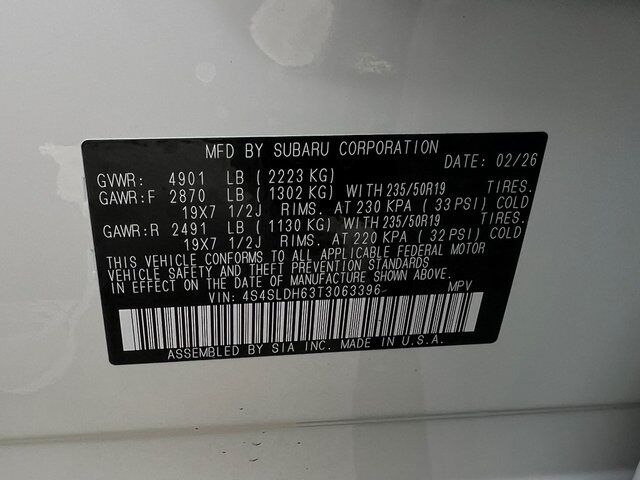 MFD BY SUBARU CORPORATION
DATE: 02/26
GVWR: 4901 LB (2223 KG)
GAWR:F 2870 LB (1302 KG) WITH 235/50R19 TIRES.
19X7 1/2J RIMS. AT 230 KPA (33 PSI) COLD
GAWR:R 2491 LB (1130 KG) WITH 235/50R19 TIRES.
19X7 1/2J RIMS. AT 220 KPA (32 PSI) COLD
THIS VEHICLE CONFORMS TO ALL APPLICABLE FEDERAL MOTOR
VEHICLE SAFETY AND THEFT PREVENTION STANDARDS
IN EFFECT ON THE DATE OF MANUFACTURE SHOWN ABOVE.
VIN: 4S4SLDH63T3063396 MPV
ASSEMBLED BY SIA INC. MADE IN U.S.A.